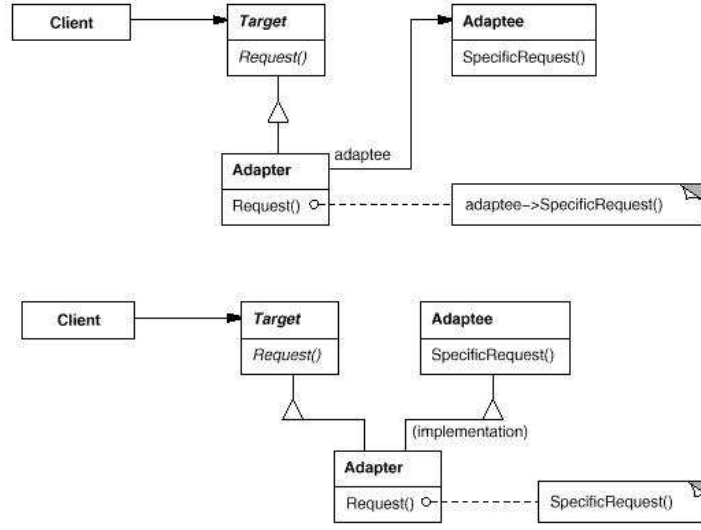 Client
Target
Request()
Adaptee
SpecificRequest()
adaptee
Adapter
Request()
adaptee->SpecificRequest()
Client
Target
Request()
Adaptee
SpecificRequest()
(implementation)
Adapter
Request()
SpecificRequest()